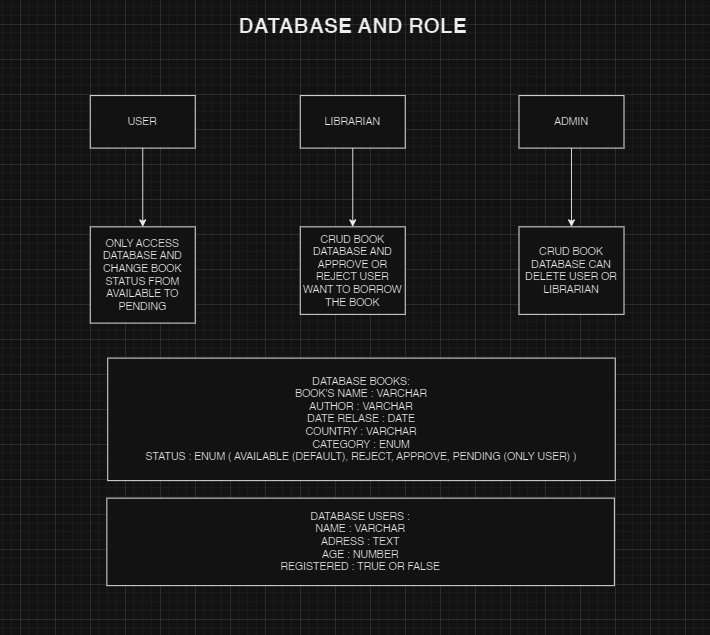 DATABASE AND ROLE
USER
LIBRARIAN
ADMIN
ONLY ACCESS
DATABASE AND
CHANGE BOOK
STATUS FROM
AVAILABLE TO
PENDING
CRUD BOOK
DATABASE AND
APPROVE OR
REJECT USER
WANT TO BORROW
THE BOOK
CRUD BOOK
DATABASE CAN
DELETE USER OR
LIBRARIAN
DATABASE BOOKS:
BOOK'S NAME : VARCHAR
AUTHOR : VARCHAR
DATE RELASE : DATE
COUNTRY : VARCHAR
CATEGORY : ENUM
STATUS : ENUM ( AVAILABLE (DEFAULT), REJECT, APPROVE, PENDING (ONLY USER) )
DATABASE USERS :
NAME : VARCHAR
ADRESS : TEXT
AGE : NUMBER
REGISTERED : TRUE OR FALSE